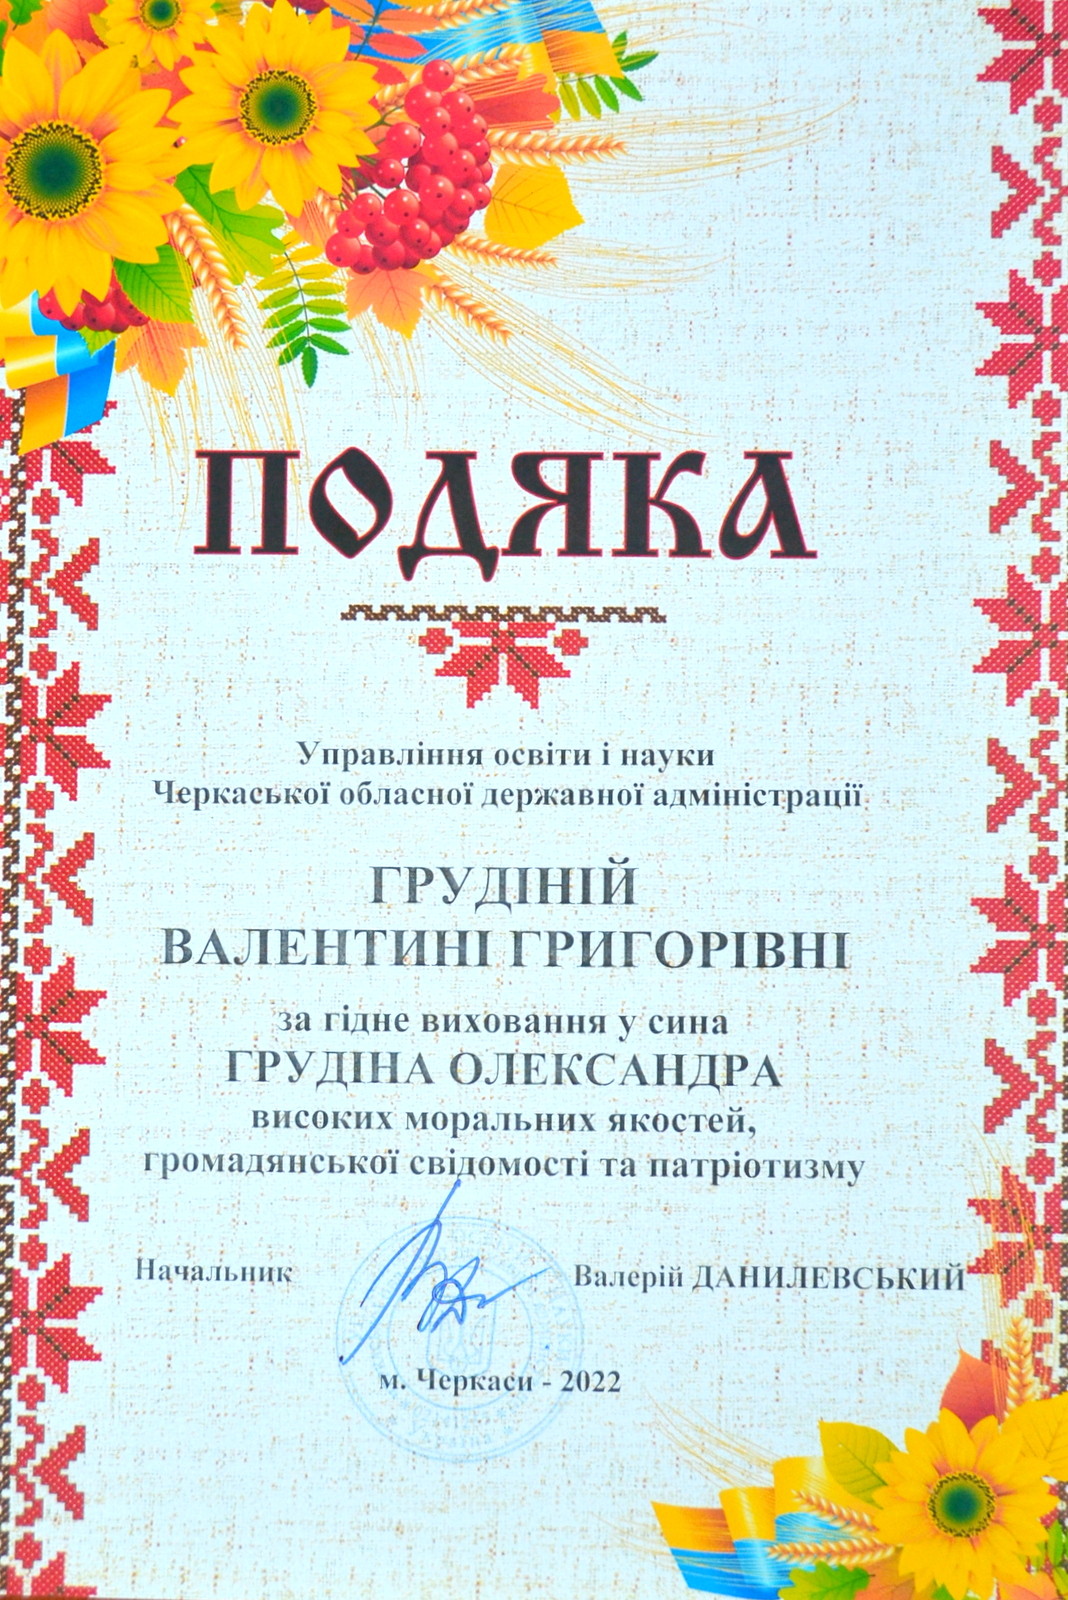 ПОДЯКА
Управління освіти і науки
Черкаської обласної державної адміністрації
ГРУДІНІЙ
ВАЛЕНТИНІ ГРИГОРІВНІ
за гідне виховання у сина
ГРУДІНА ОЛЕКСАНДРА
високих моральних якостей,
громадянської свідомості та патріотизму
Начальник
Валерій ДАНИЛЕВСЬКИЙ
м. Черкаси - 2022